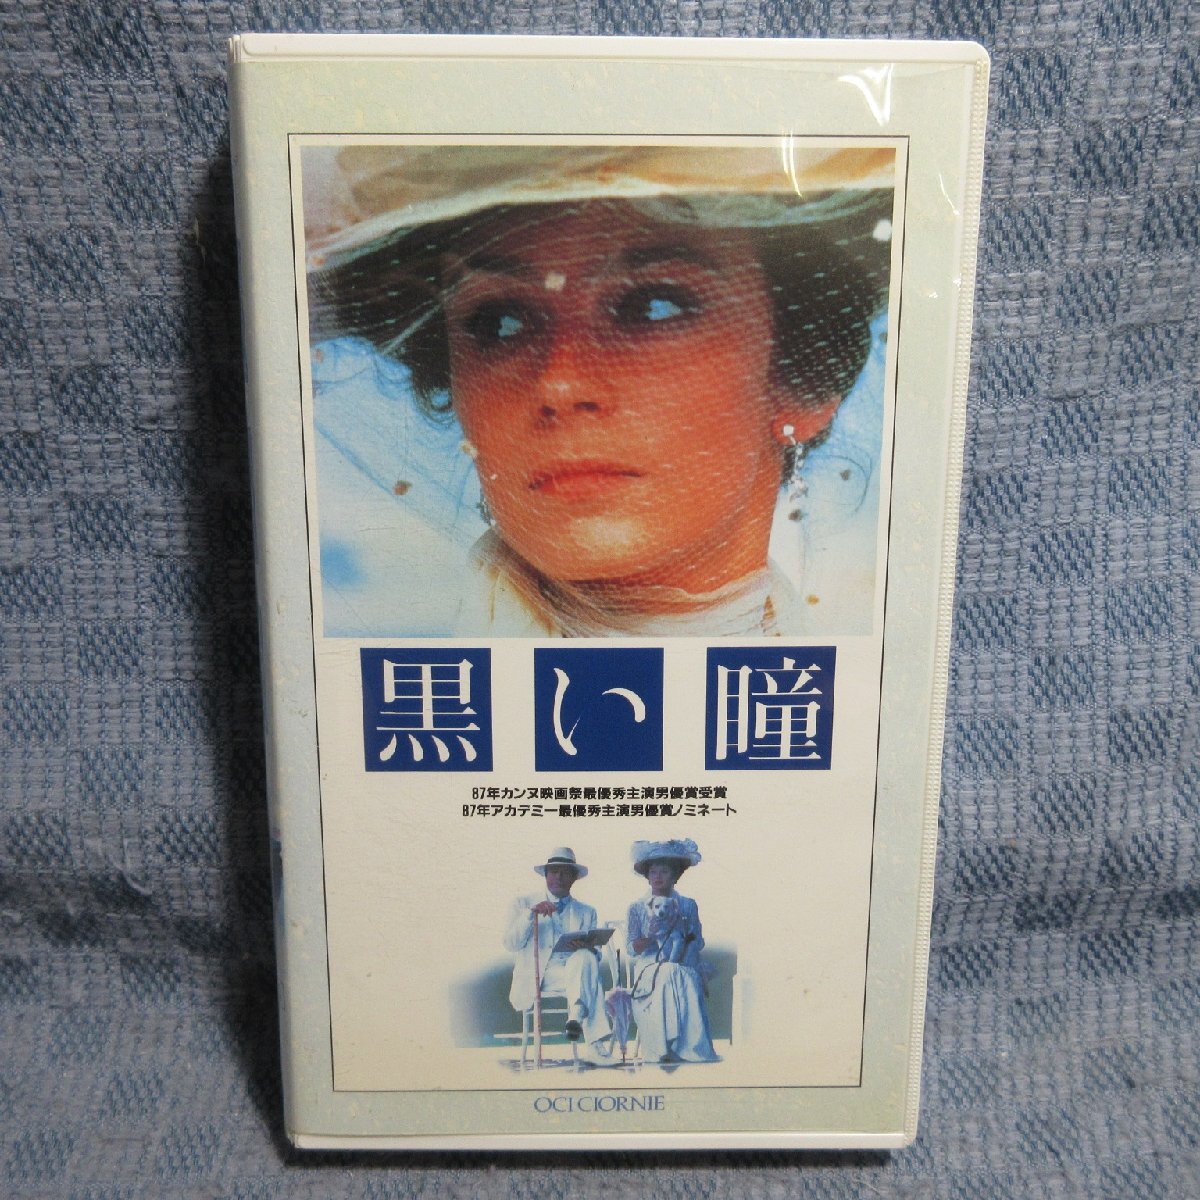 黒い瞳
87年カンヌ映画祭最優秀主演男優賞受賞
87年アカデミー最優秀主演男優賞ノミネート
OCI CIORNIE